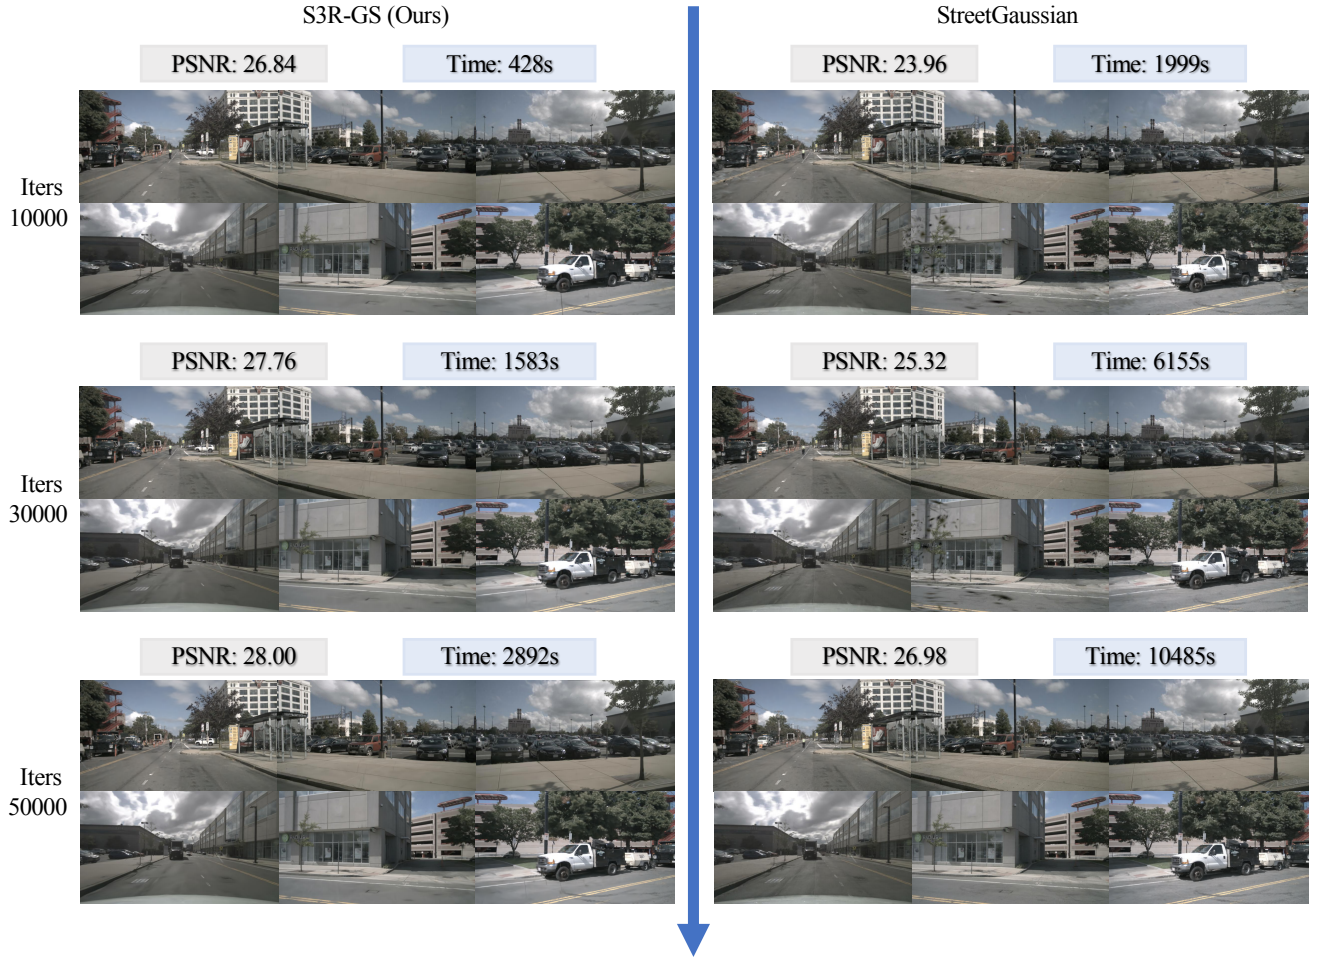 S3R-GS (Ours)
StreetGaussian
PSNR: 26.84
Time: 428s
PSNR: 23.96
Time: 1999s
Iters
10000
PSNR: 27.76
Time: 1583s
PSNR: 25.32
Time: 6155s
Iters
30000
PSNR: 28.00
Time: 2892s
PSNR: 26.98
Time: 10485s
Iters
50000